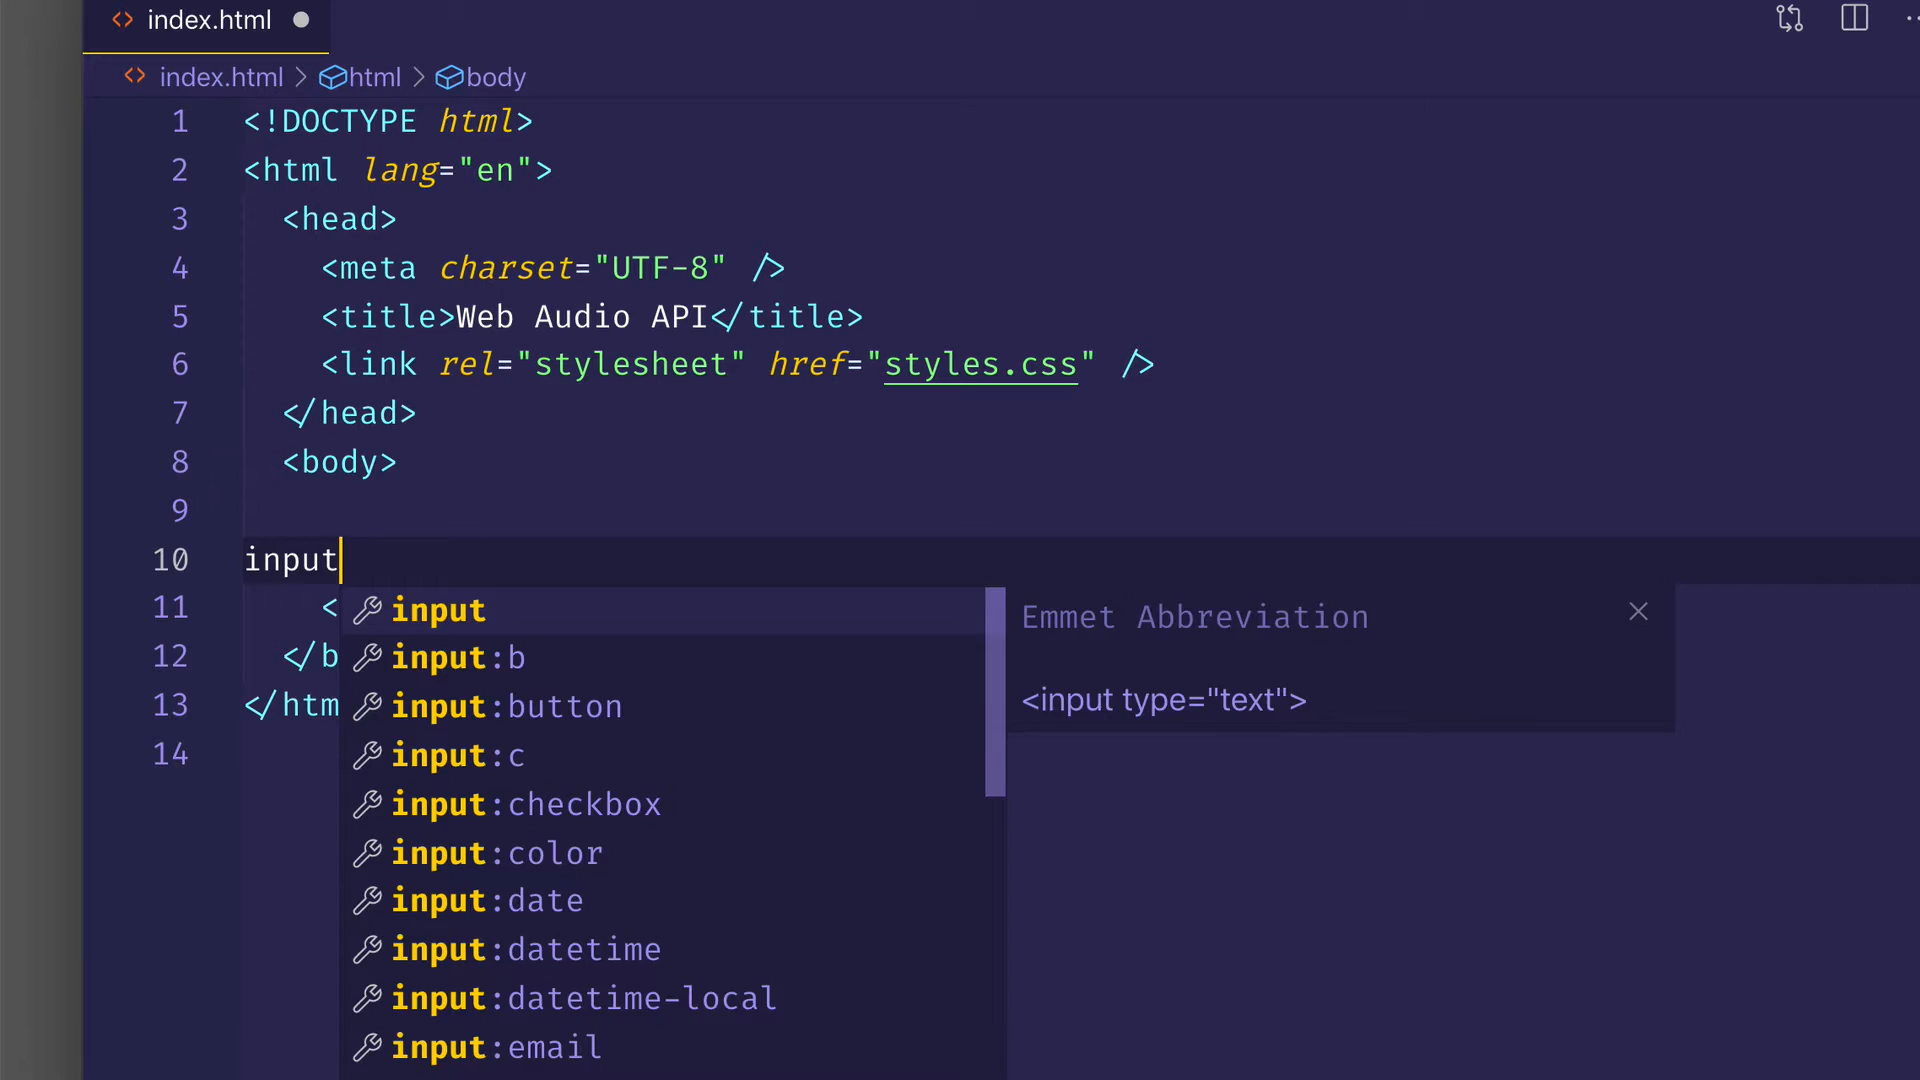 index.html
index.html > html > body
1 <!DOCTYPE html>
2 <html lang="en">
3 <head>
4 <meta charset="UTF-8" />
5 <title>Web Audio API</title>
6 <link rel="stylesheet" href="styles.css" />
7 </head>
8 <body>
9
10 input
11 <
12 </b
13 </htm
14
input
input:b
input:button
input:c
input:checkbox
input:color
input:date
input:datetime
input:datetime-local
input:email
Emmet Abbreviation
<input type="text">